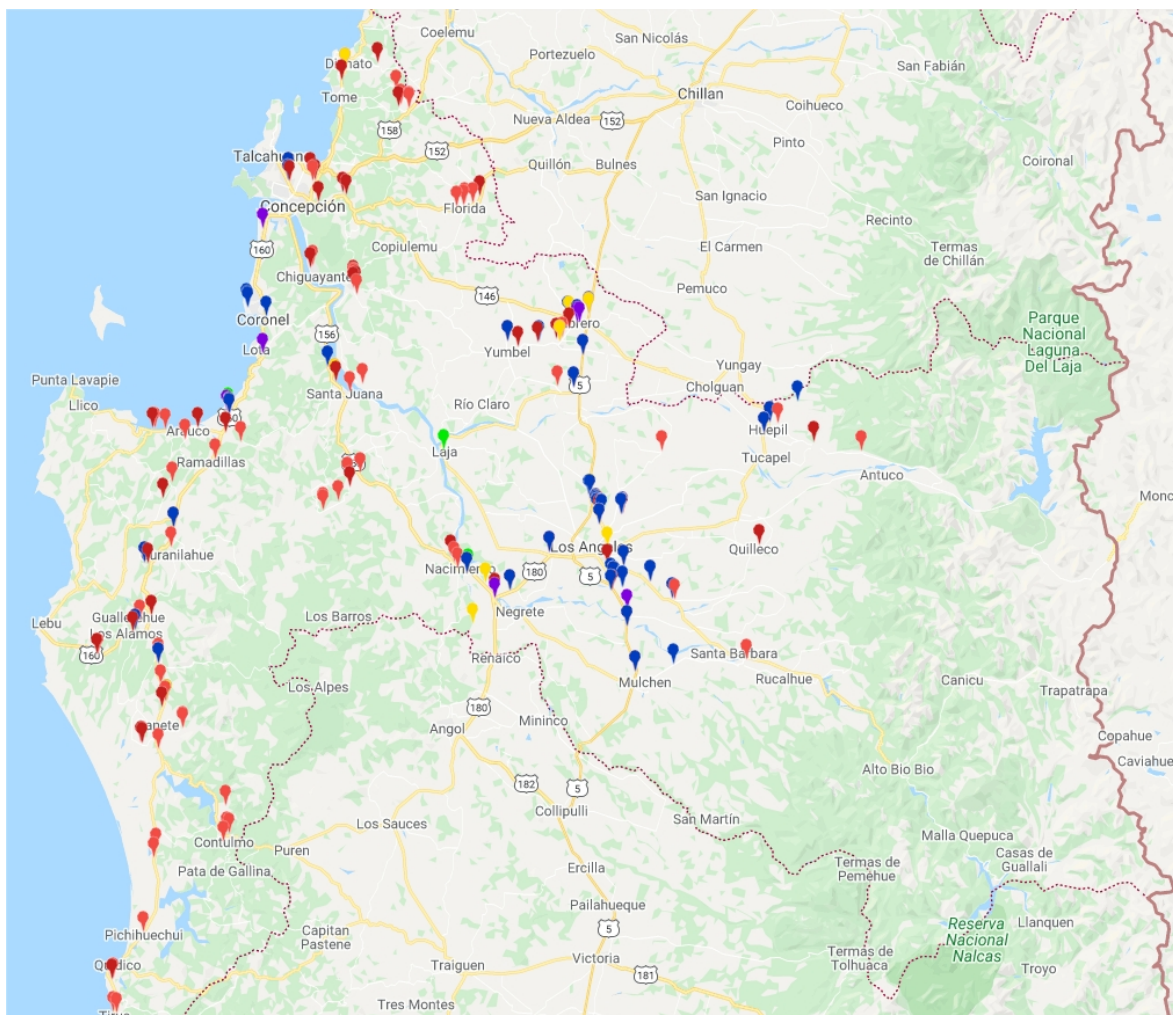 Coelemu
San Nicolás
Portezuelo
San Fabián
Tome
Chillan
Coihueco
Nueva Aldea
152
158
Pinto
152
Quillón
Bulnes
Coironal
San Ignacio
Concepción
Florida
Recinto
160
Copiulemu
El Carmen
Termas
de Chillán
Chiguayante
146
Pemuco
Coronel
Parque
Nacional
Laguna
Del Laja
156
Lota
Yumbel
Yungay
Punta Lavapie
5
Cholguan
Llico
Santa Juana
Río Claro
Arauco
Huepil
Laja
Ramadillas
Tucapel
Antuco
Los Angeles
Quilleco
Nacimiento
180
5
Los Barros
Negrete
Lebu
Los Alamos
160
Renaico
Santa Barbara
Rucalhue
Mulchen
Los Alpes
Canicu
Trapatrapa
180
Angol
Mininco
Copahue
Caviahue
Alto Bio Bio
182
5
Collipulli
Los Sauces
San Martín
Malla Quepuca
Contulmo
Puren
Casas de
Guallali
Pata de Gallina
Ercilla
Termas de
Pemehue
Pailahueque
Llanquen
Pichihuechui
Capitan
Pastene
5
Reserva
Nacional
Nalcas
Termas de
Tolhuaca
Quidico
Traiguen
Victoria
Troyo
181
Tres Montes